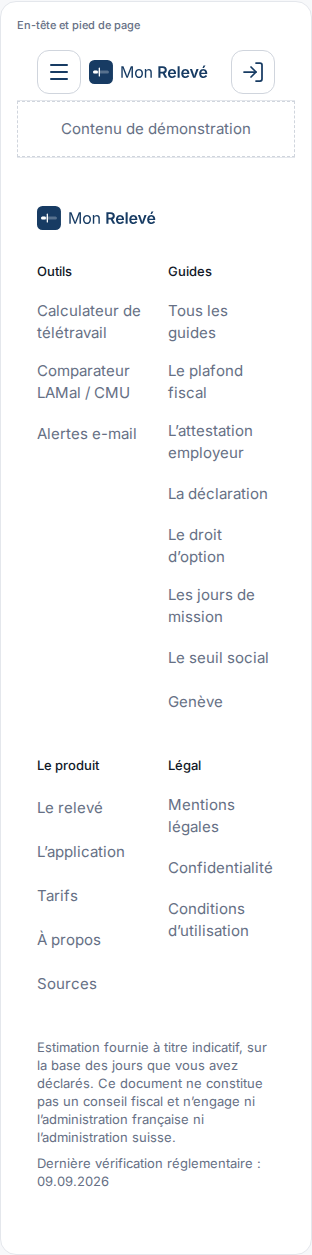 En-tête et pied de page
Mon Relevé
Contenu de démonstration
Mon Relevé
Outils
Calculateur de
télétravail
Comparateur
LAMal / CMU
Alertes e-mail
Guides
Tous les
guides
Le plafond
fiscal
L’attestation
employeur
La déclaration
Le droit
d’option
Les jours de
mission
Le seuil social
Genève
Le produit
Le relevé
L’application
Tarifs
À propos
Sources
Légal
Mentions
légales
Confidentialité
Conditions
d’utilisation
Estimation fournie à titre indicatif, sur
la base des jours que vous avez
déclarés. Ce document ne constitue
pas un conseil fiscal et n’engage ni
l’administration française ni
l’administration suisse.
Dernière vérification réglementaire :
09.09.2026